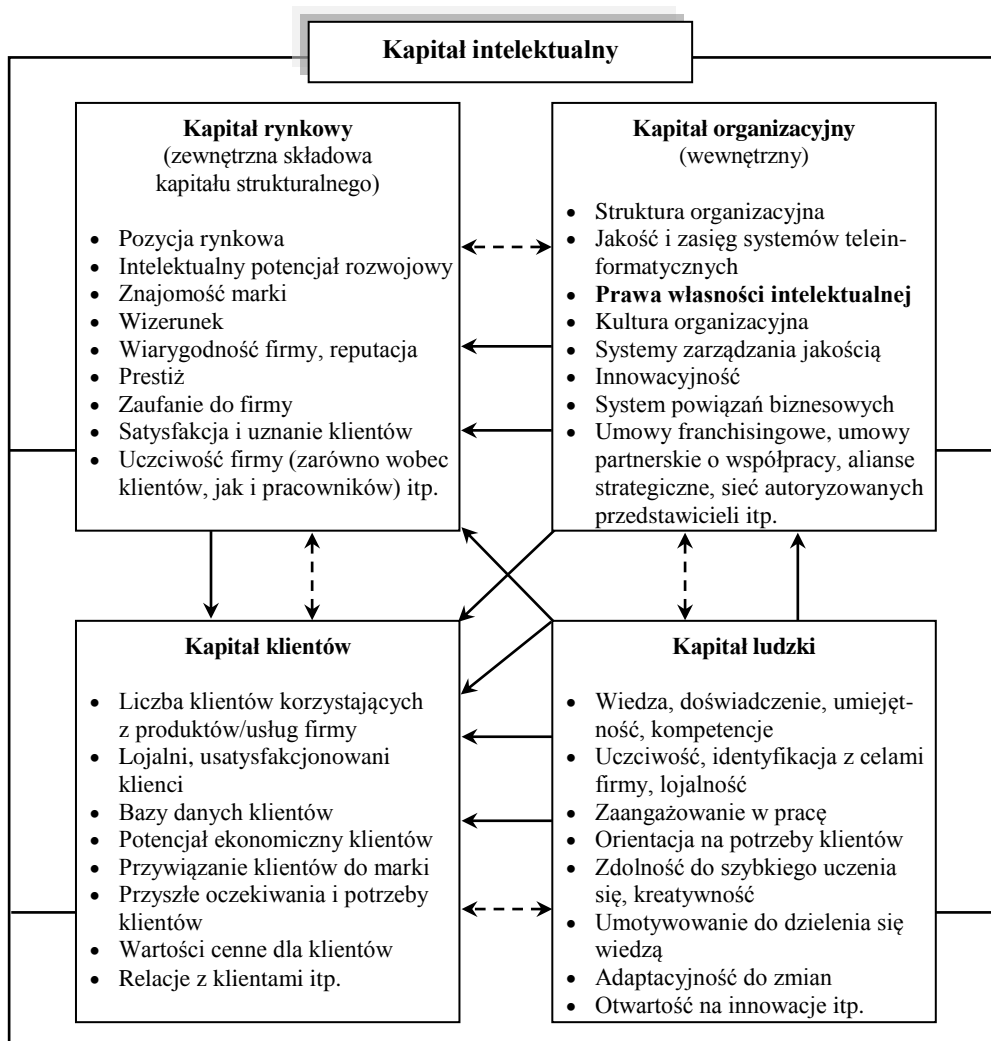 Kapitał intelektualny
Kapitał rynkowy
(zewnętrzna składowa
kapitału strukturalnego)
• Pozycja rynkowa
• Intelektualny potencjał rozwojowy
• Znajomość marki
• Wizerunek
• Wiarygodność firmy, reputacja
• Prestiż
• Zaufanie do firmy
• Satysfakcja i uznanie klientów
• Uczciwość firmy (zarówno wobec
klientów, jak i pracowników) itp.
Kapitał organizacyjny
(wewnętrzny)
• Struktura organizacyjna
• Jakość i zasięg systemów telein-
formatycznych
• Prawa własności intelektualnej
• Kultura organizacyjna
• Systemy zarządzania jakością
• Innowacyjność
• System powiązań biznesowych
• Umowy franchisingowe, umowy
partnerskie o współpracy, alianse
strategiczne, sieć autoryzowanych
przedstawicieli itp.
Kapitał klientów
• Liczba klientów korzystających
z produktów/usług firmy
• Lojalni, usatysfakcjonowani
klienci
• Bazy danych klientów
• Potencjał ekonomiczny klientów
• Przywiązanie klientów do marki
• Przyszłe oczekiwania i potrzeby
klientów
• Wartości cenne dla klientów
• Relacje z klientami itp.
Kapitał ludzki
• Wiedza, doświadczenie, umiejęt-
ność, kompetencje
• Uczciwość, identyfikacja z celami
firmy, lojalność
• Zaangażowanie w pracę
• Orientacja na potrzeby klientów
• Zdolność do szybkiego uczenia
się, kreatywność
• Umotywowanie do dzielenia się
wiedzą
• Adaptacyjność do zmian
• Otwartość na innowacje itp.